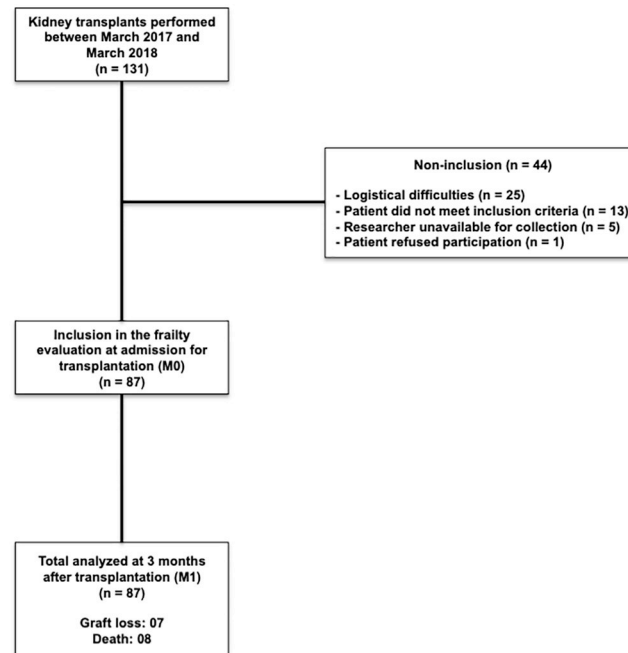 Kidney transplants performed
between March 2017 and
March 2018
(n = 131)
Non-inclusion (n = 44)
- Logistical difficulties (n = 25)
- Patient did not meet inclusion criteria (n = 13)
- Researcher unavailable for collection (n = 5)
- Patient refused participation (n = 1)
Inclusion in the frailty
evaluation at admission for
transplantation (M0)
(n = 87)
Total analyzed at 3 months
after transplantation (M1)
(n = 87)
Graft loss: 07
Death: 08